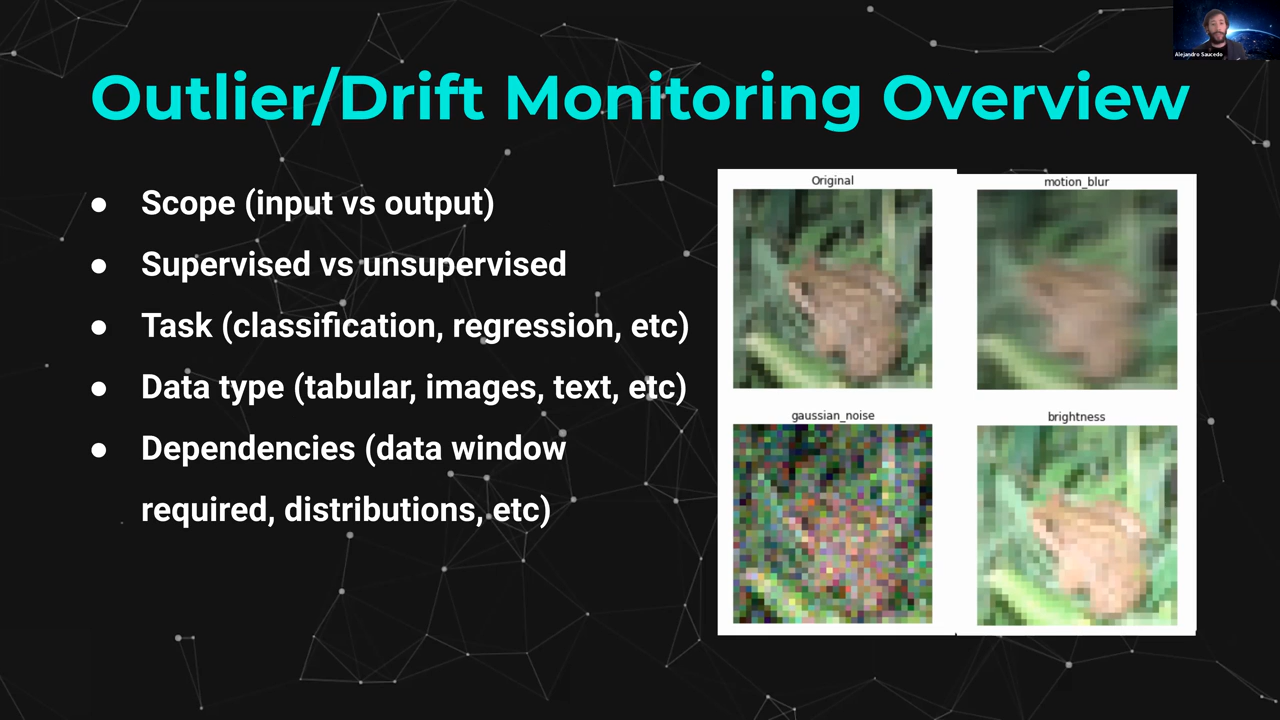 Alejandro Saucedo
Outlier/Drift Monitoring Overview
● Scope (input vs output)
● Supervised vs unsupervised
● Task (classification, regression, etc)
● Data type (tabular, images, text, etc)
● Dependencies (data window
required, distributions, etc)
Original
motion_blur
gaussian_noise
brightness